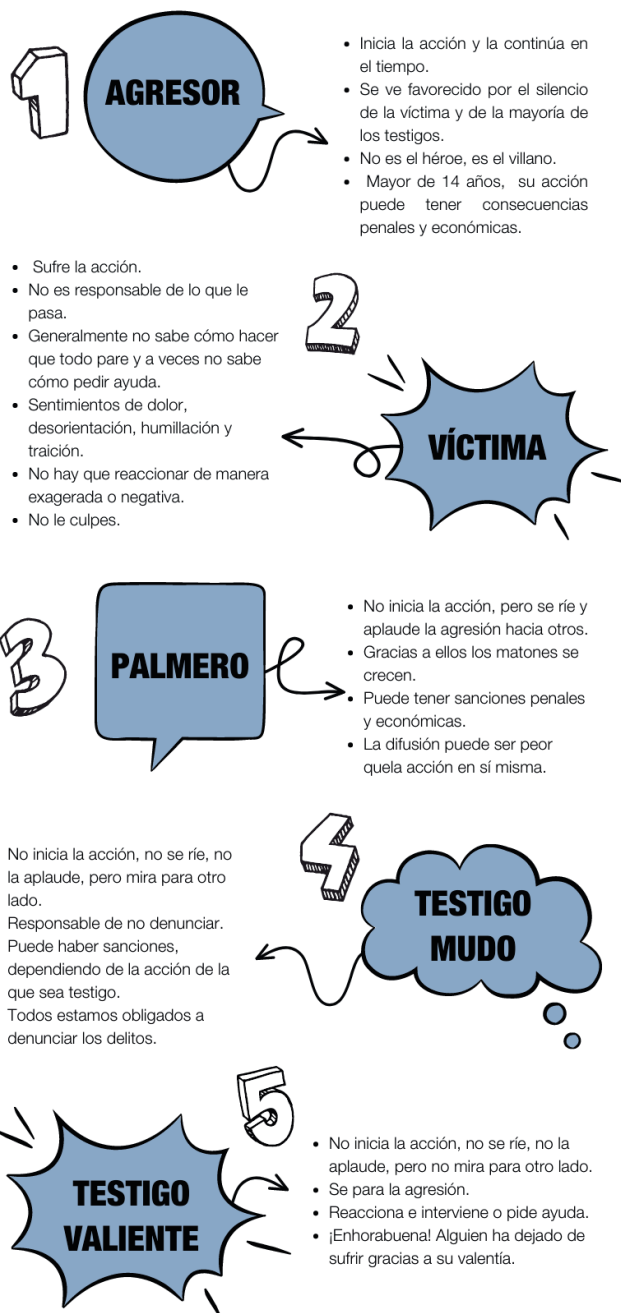 1
AGRESOR
• Inicia la acción y la continúa en
el tiempo.
• Se ve favorecido por el silencio
de la víctima y de la mayoría de
los testigos.
• No es el héroe, es el villano.
• Mayor de 14 años, su acción
puede tener consecuencias
penales y económicas.
2
VÍCTIMA
• Sufre la acción.
• No es responsable de lo que le
pasa.
• Generalmente no sabe cómo hacer
que todo pare y a veces no sabe
cómo pedir ayuda.
• Sentimientos de dolor,
desorientación, humillación y
traición.
• No hay que reaccionar de manera
exagerada o negativa.
• No le culpes.
3
PALMERO
• No inicia la acción, pero se ríe y
aplaude la agresión hacia otros.
• Gracias a ellos los matones se
crecen.
• Puede tener sanciones penales
y económicas.
• La difusión puede ser peor
quela acción en sí misma.
4
TESTIGO
MUDO
No inicia la acción, no se ríe, no
la aplaude, pero mira para otro
lado.
Responsable de no denunciar.
Puede haber sanciones,
dependiendo de la acción de la
que sea testigo.
Todos estamos obligados a
denunciar los delitos.
5
TESTIGO
VALIENTE
• No inicia la acción, no se ríe, no la
aplaude, pero no mira para otro lado.
• Se para la agresión.
• Reacciona e interviene o pide ayuda.
• ¡Enhorabuena! Alguien ha dejado de
sufrir gracias a su valentía.